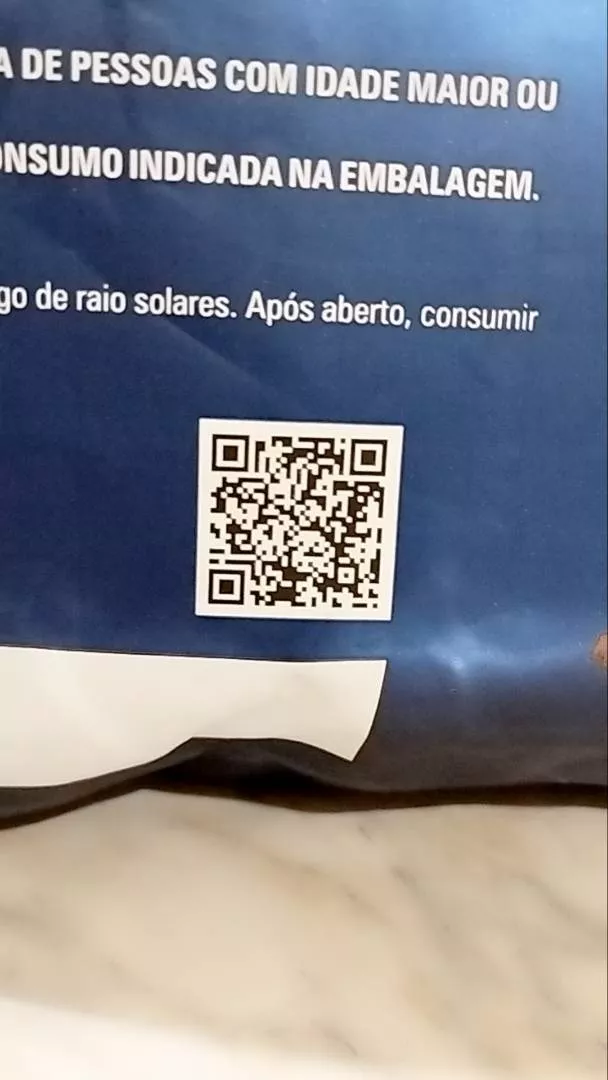 A DE PESSOAS COM IDADE MAIOR OU
ONSUMO INDICADA NA EMBALAGEM.
go de raio solares. Após aberto, consumir